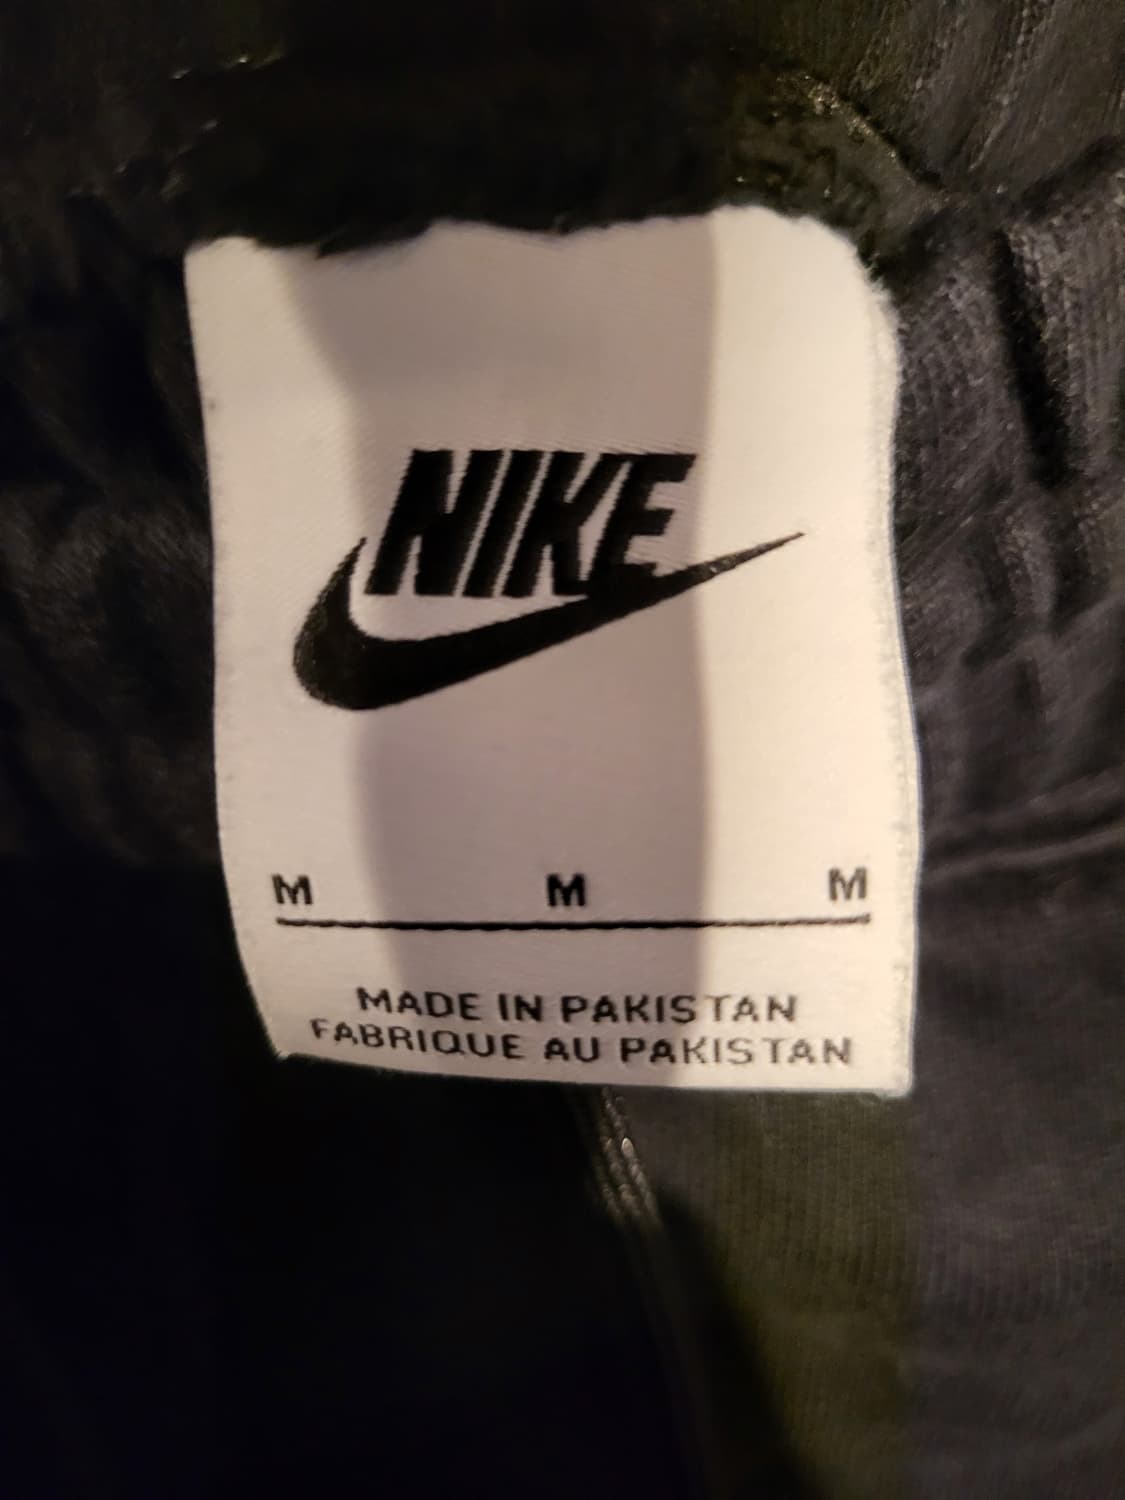 NIKE
M M M
MADE IN PAKISTAN
FABRIQUE AU PAKISTAN